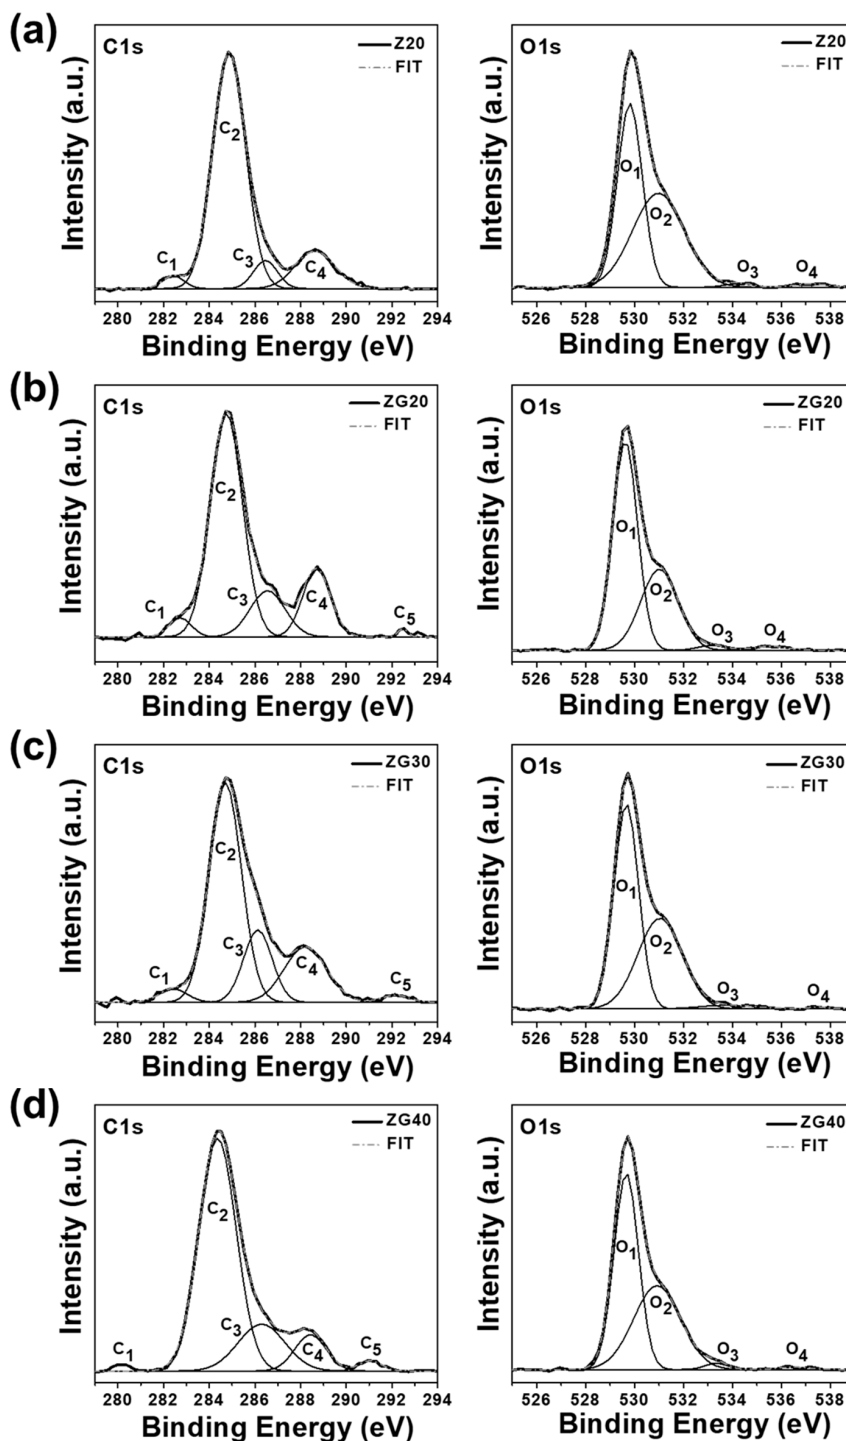 (a)
C1s
Z20
FIT
C2
C1
C3
C4
Intensity (a.u.)
280 282 284 286 288 290 292 294
Binding Energy (eV)
O1s
Z20
FIT
O1
O2
O3
O4
Intensity (a.u.)
526 528 530 532 534 536 538
Binding Energy (eV)
(b)
C1s
ZG20
FIT
C2
C1
C3
C4
C5
Intensity (a.u.)
280 282 284 286 288 290 292 294
Binding Energy (eV)
O1s
ZG20
FIT
O1
O2
O3
O4
Intensity (a.u.)
526 528 530 532 534 536 538
Binding Energy (eV)
(c)
C1s
ZG30
FIT
C2
C1
C3
C4
C5
Intensity (a.u.)
280 282 284 286 288 290 292 294
Binding Energy (eV)
O1s
ZG30
FIT
O1
O2
O3
O4
Intensity (a.u.)
526 528 530 532 534 536 538
Binding Energy (eV)
(d)
C1s
ZG40
FIT
C2
C1
C3
C4
C5
Intensity (a.u.)
280 282 284 286 288 290 292 294
Binding Energy (eV)
O1s
ZG40
FIT
O1
O2
O3
O4
Intensity (a.u.)
526 528 530 532 534 536 538
Binding Energy (eV)